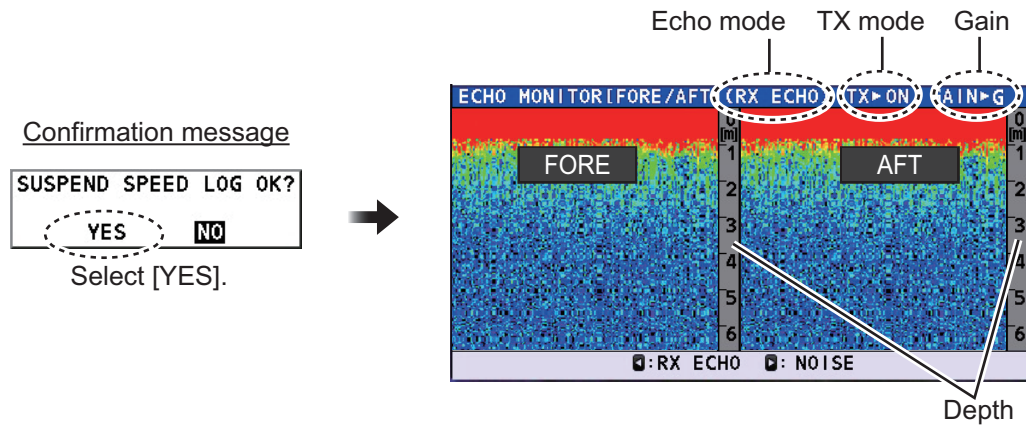 Echo mode TX mode Gain
Confirmation message
SUSPEND SPEED LOG OK?
YES NO
Select [YES].
ECHO MONITOR[FORE/AFT (RX ECHO) TX▶ON GAIN▶G
FORE AFT
0 0
[m] [m]
1 1
2 2
3 3
4 4
5 5
6 6
◀:RX ECHO ▶: NOISE
Depth